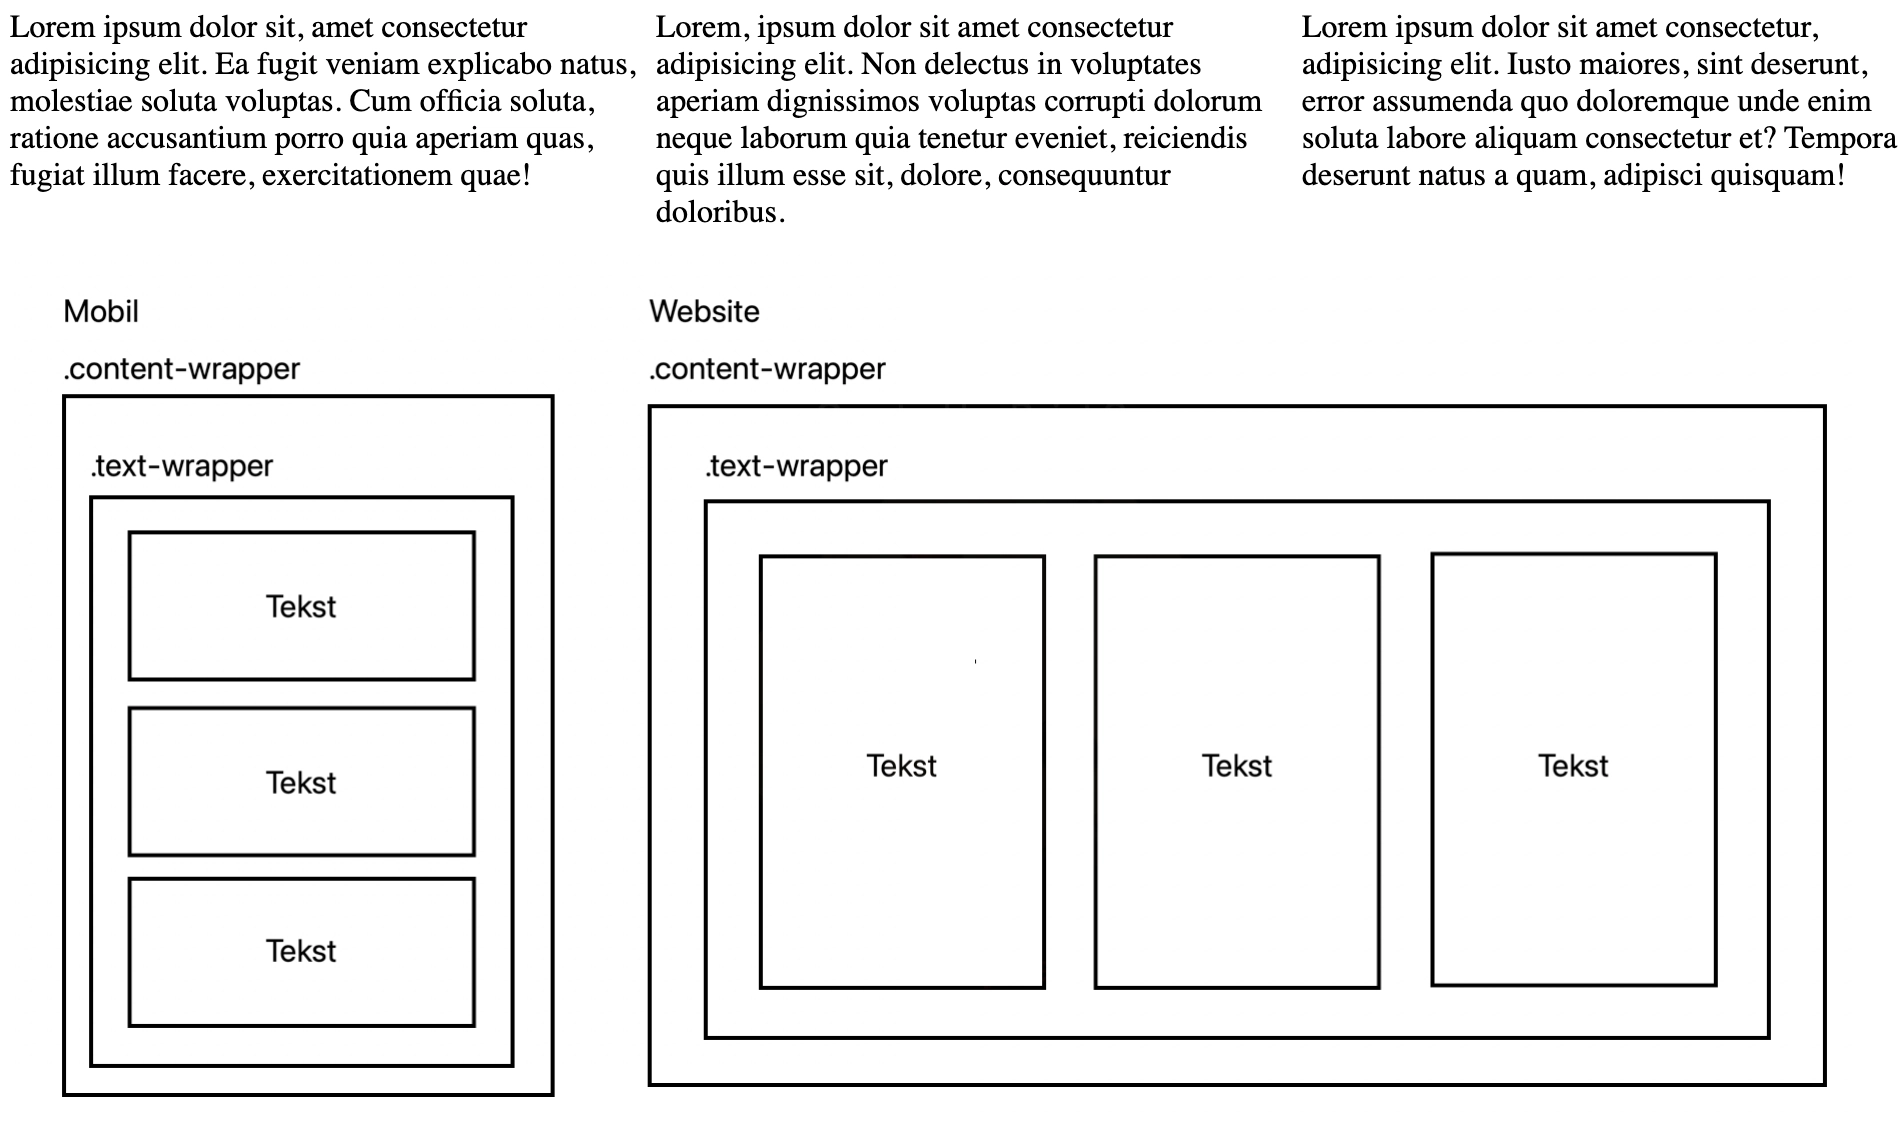 Lorem ipsum dolor sit, amet consectetur
adipisicing elit. Ea fugit veniam explicabo natus,
molestiae soluta voluptas. Cum officia soluta,
ratione accusantium porro quia aperiam quas,
fugiat illum facere, exercitationem quae!
Lorem, ipsum dolor sit amet consectetur
adipisicing elit. Non delectus in voluptates
aperiam dignissimos voluptas corrupti dolorum
neque laborum quia tenetur eveniet, reiciendis
quis illum esse sit, dolore, consequuntur
doloribus.
Lorem ipsum dolor sit amet consectetur,
adipisicing elit. Iusto maiores, sint deserunt,
error assumenda quo doloremque unde enim
soluta labore aliquam consectetur et? Tempora
deserunt natus a quam, adipisci quisquam!
Mobil
.content-wrapper
.text-wrapper
Tekst
Tekst
Tekst
Website
.content-wrapper
.text-wrapper
Tekst
Tekst
Tekst